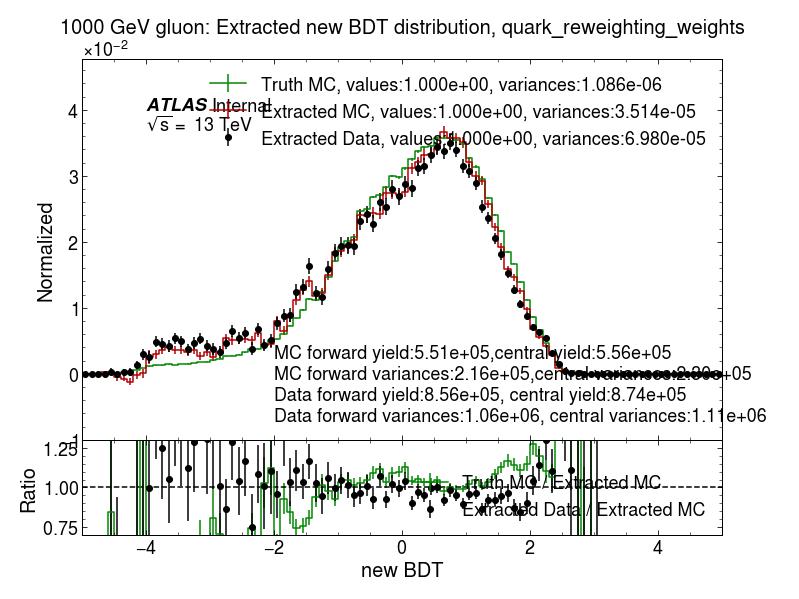 1000 GeV gluon: Extracted new BDT distribution, quark_reweighting_weights
×10⁻²
Truth MC, values:1.000e+00, variances:1.086e-06
ATLAS Internal
Extracted MC, values:1.000e+00, variances:3.514e-05
√s = 13 TeV
Extracted Data, values:1.000e+00, variances:6.980e-05
4
3
2
1
0
Normalized
MC forward yield:5.51e+05,central yield:5.56e+05
MC forward variances:2.16e+05,central variances:
Data forward yield:8.56e+05, central yield:8.74e+05
Data forward variances:1.06e+06, central variances:1.11e+06
1.25
1.00
0.75
Ratio
Truth MC / Extracted MC
Extracted Data / Extracted MC
−4 −2 0 2 4
new BDT